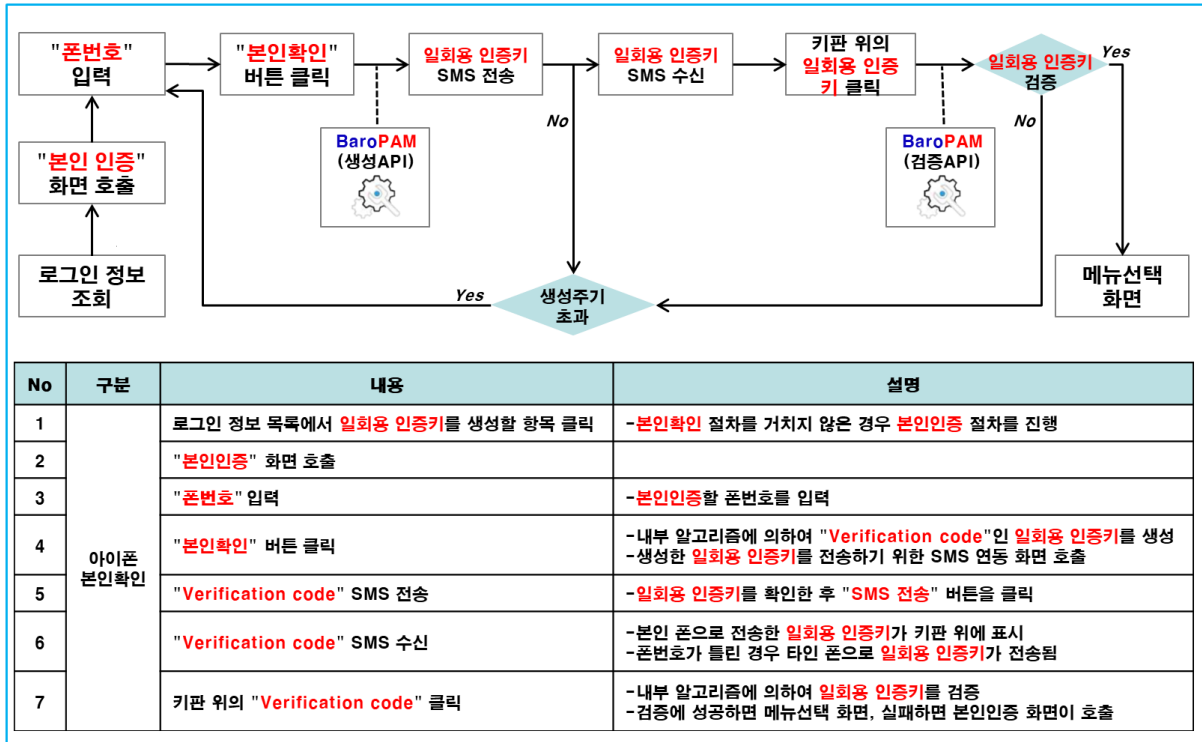 "폰번호"
입력
"본인확인"
버튼 클릭
일회용 인증키
SMS 전송
일회용 인증키
SMS 수신
키판 위의
일회용 인증
키 클릭
일회용 인증키
검증
Yes
No
No
BaroPAM
(생성API)
BaroPAM
(검증API)
"본인 인증"
화면 호출
로그인 정보
조회
Yes
생성주기
초과
메뉴선택
화면
No 구분 내용 설명
아이폰
본인확인
1 로그인 정보 목록에서 일회용 인증키를 생성할 항목 클릭 -본인확인 절차를 거치지 않은 경우 본인인증 절차를 진행
2 "본인인증" 화면 호출
3 "폰번호" 입력 -본인인증할 폰번호를 입력
4 "본인확인" 버튼 클릭 -내부 알고리즘에 의하여 "Verification code"인 일회용 인증키를 생성
-생성한 일회용 인증키를 전송하기 위한 SMS 연동 화면 호출
5 "Verification code" SMS 전송 -일회용 인증키를 확인한 후 "SMS 전송" 버튼을 클릭
6 "Verification code" SMS 수신 -본인 폰으로 전송한 일회용 인증키가 키판 위에 표시
-폰번호가 틀린 경우 타인 폰으로 일회용 인증키가 전송됨
7 키판 위의 "Verification code" 클릭 -내부 알고리즘에 의하여 일회용 인증키를 검증
-검증에 성공하면 메뉴선택 화면, 실패하면 본인인증 화면이 호출